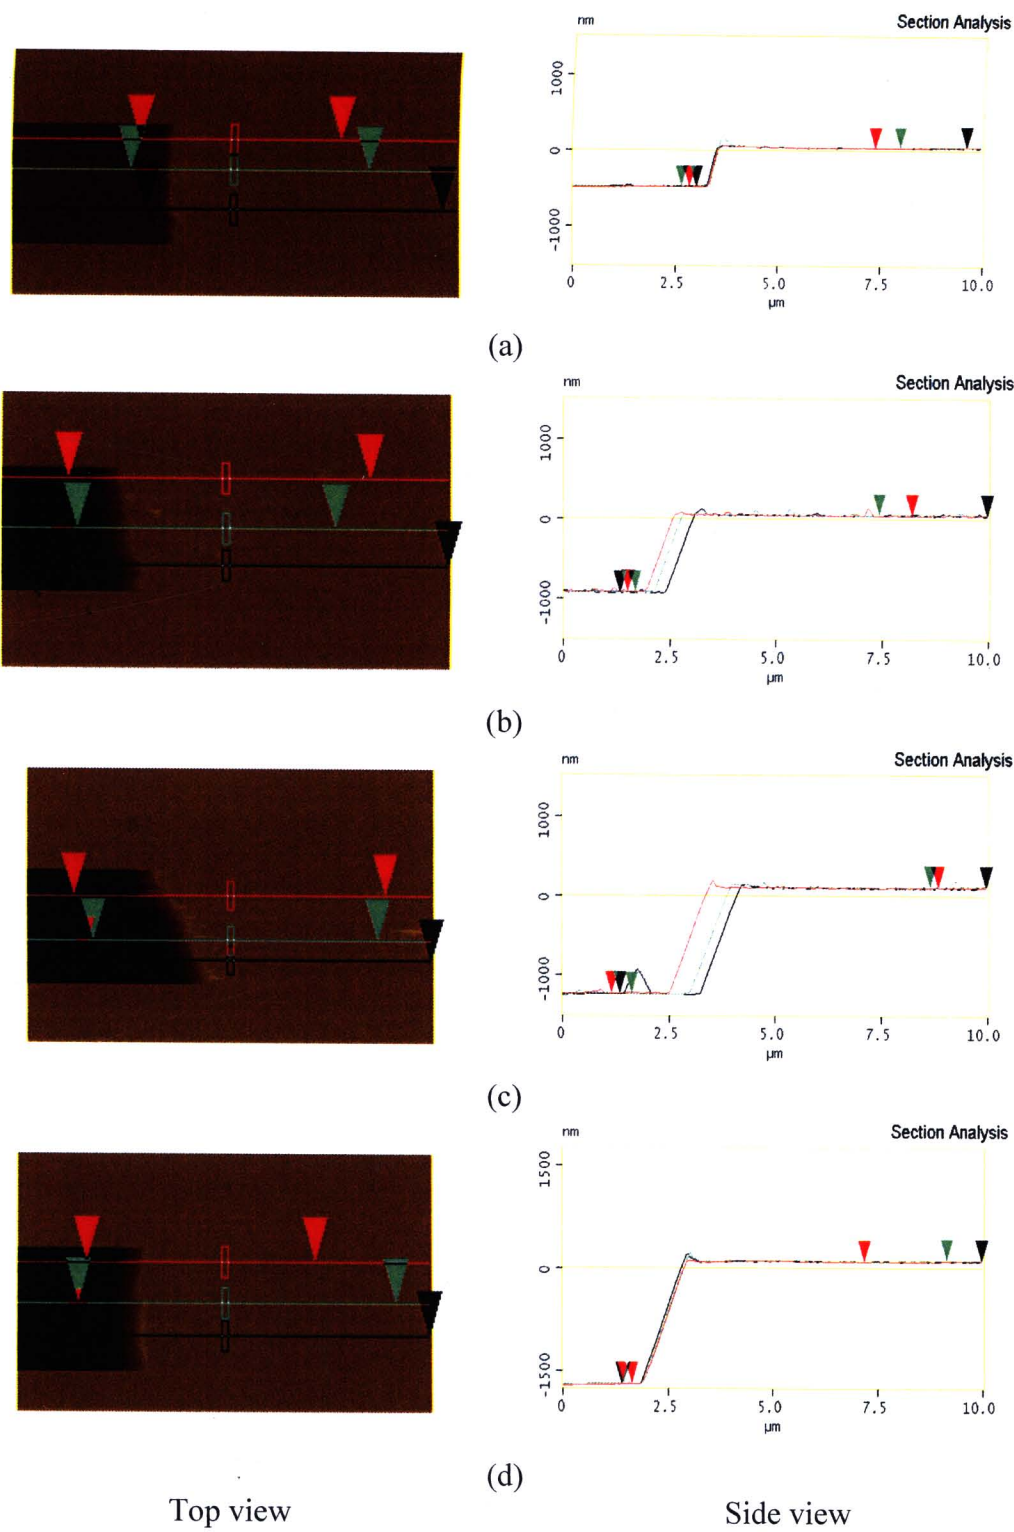 nm Section Analysis
1000
0
-1000
0 2.5 5.0 7.5 10.0
µm
(a)
nm Section Analysis
1000
0
-1000
0 2.5 5.0 7.5 10.0
µm
(b)
nm Section Analysis
1000
0
-1000
0 2.5 5.0 7.5 10.0
µm
(c)
nm Section Analysis
1500
0
-1500
0 2.5 5.0 7.5 10.0
µm
(d)
Top view Side view